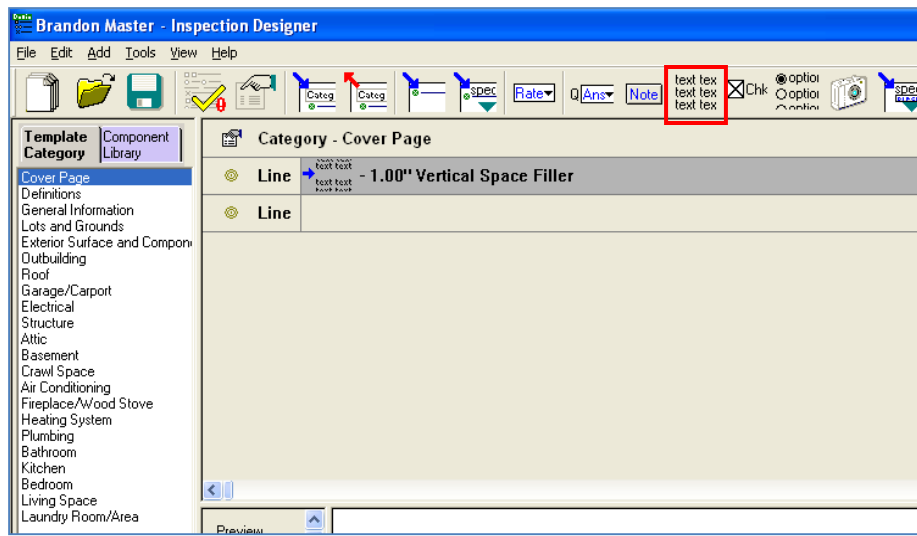 Brandon Master - Inspection Designer
File Edit Add Tools View Help
Categ Categ spec Rate Q Ans Note text tex Chk option
text tex option
text tex
Template Category Component Library
Category - Cover Page
Line text text - 1.00" Vertical Space Filler
text text
Line
Cover Page
Definitions
General Information
Lots and Grounds
Exterior Surface and Compon
Outbuilding
Roof
Garage/Carport
Electrical
Structure
Attic
Basement
Crawl Space
Air Conditioning
Fireplace/Wood Stove
Heating System
Plumbing
Bathroom
Kitchen
Bedroom
Living Space
Laundry Room/Area
Preview